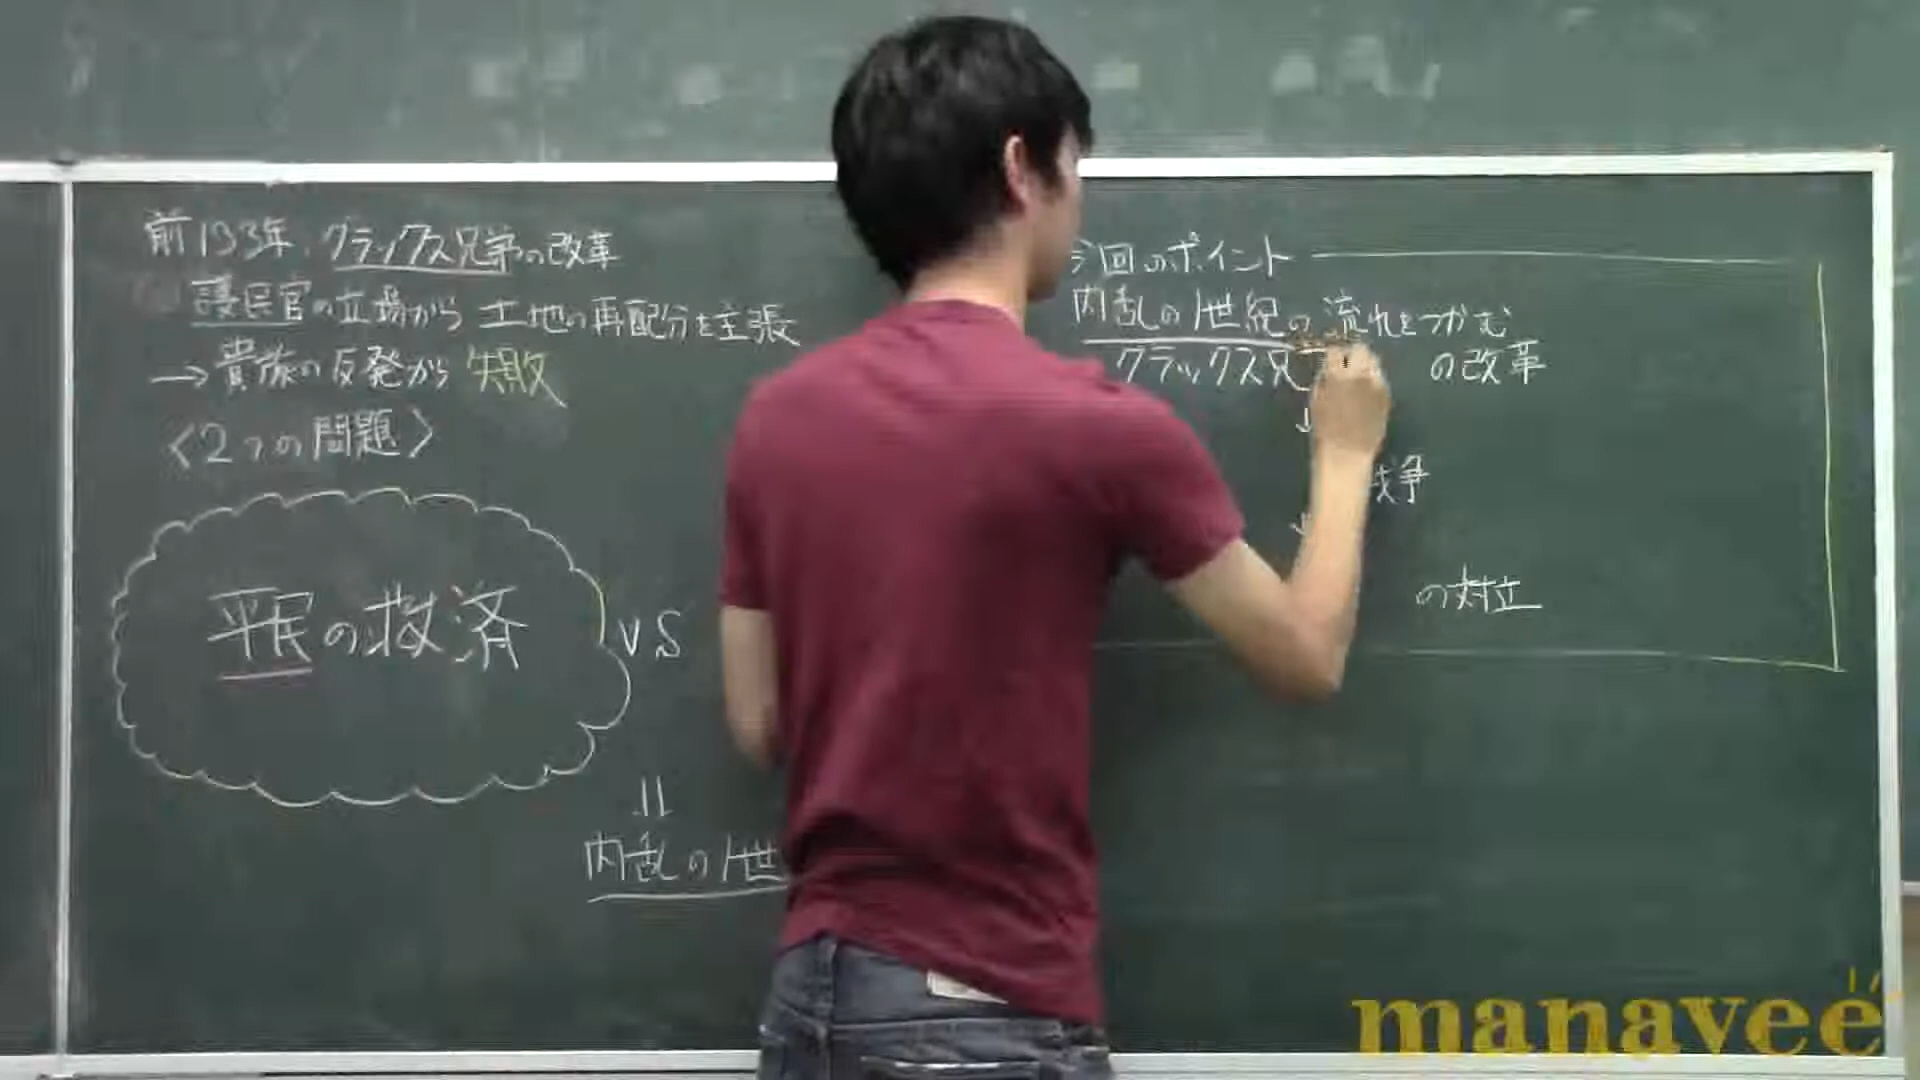 前133年・グラックス兄弟の改革
護民官の立場から 土地の再配分を主張
→貴族の反発から 失敗
〈2つの問題〉
平民の救済
VS
内乱の1世
今回のポイント
内乱の1世紀の流れをつかむ
グラックス兄 の改革
↓
戦争
↓
の対立
manavee